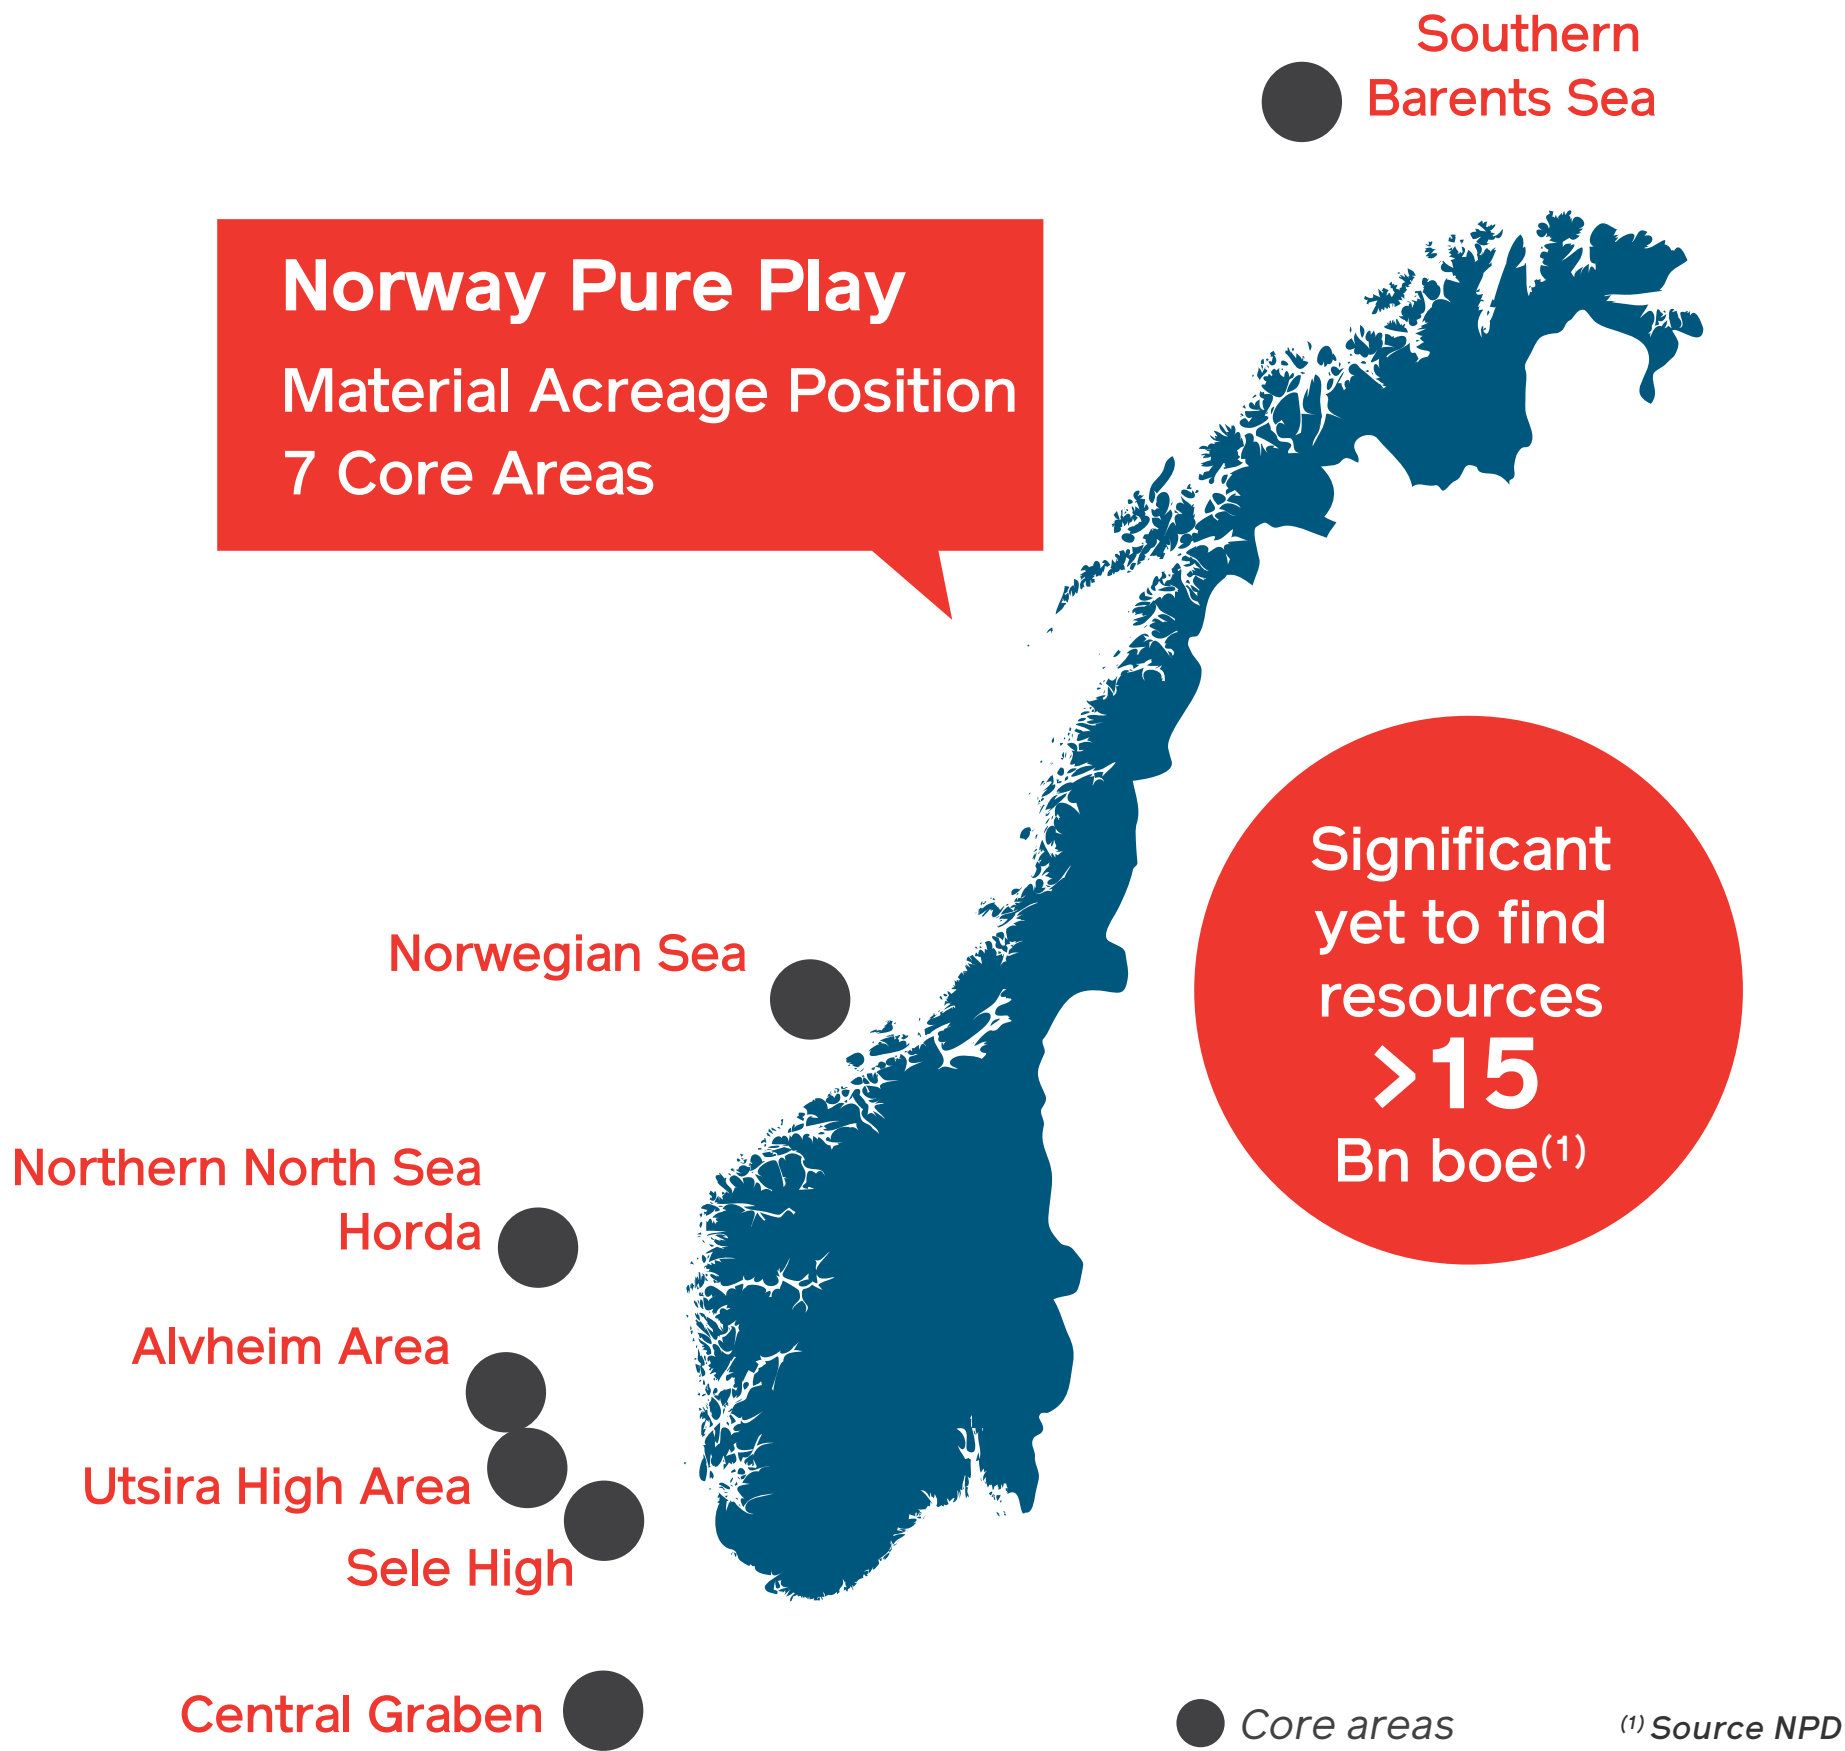 Southern
Barents Sea
Norway Pure Play
Material Acreage Position
7 Core Areas
Significant
yet to find
resources
>15
Bn boe(1)
Norwegian Sea
Northern North Sea
Horda
Alvheim Area
Utsira High Area
Sele High
Central Graben
Core areas
(1) Source NPD